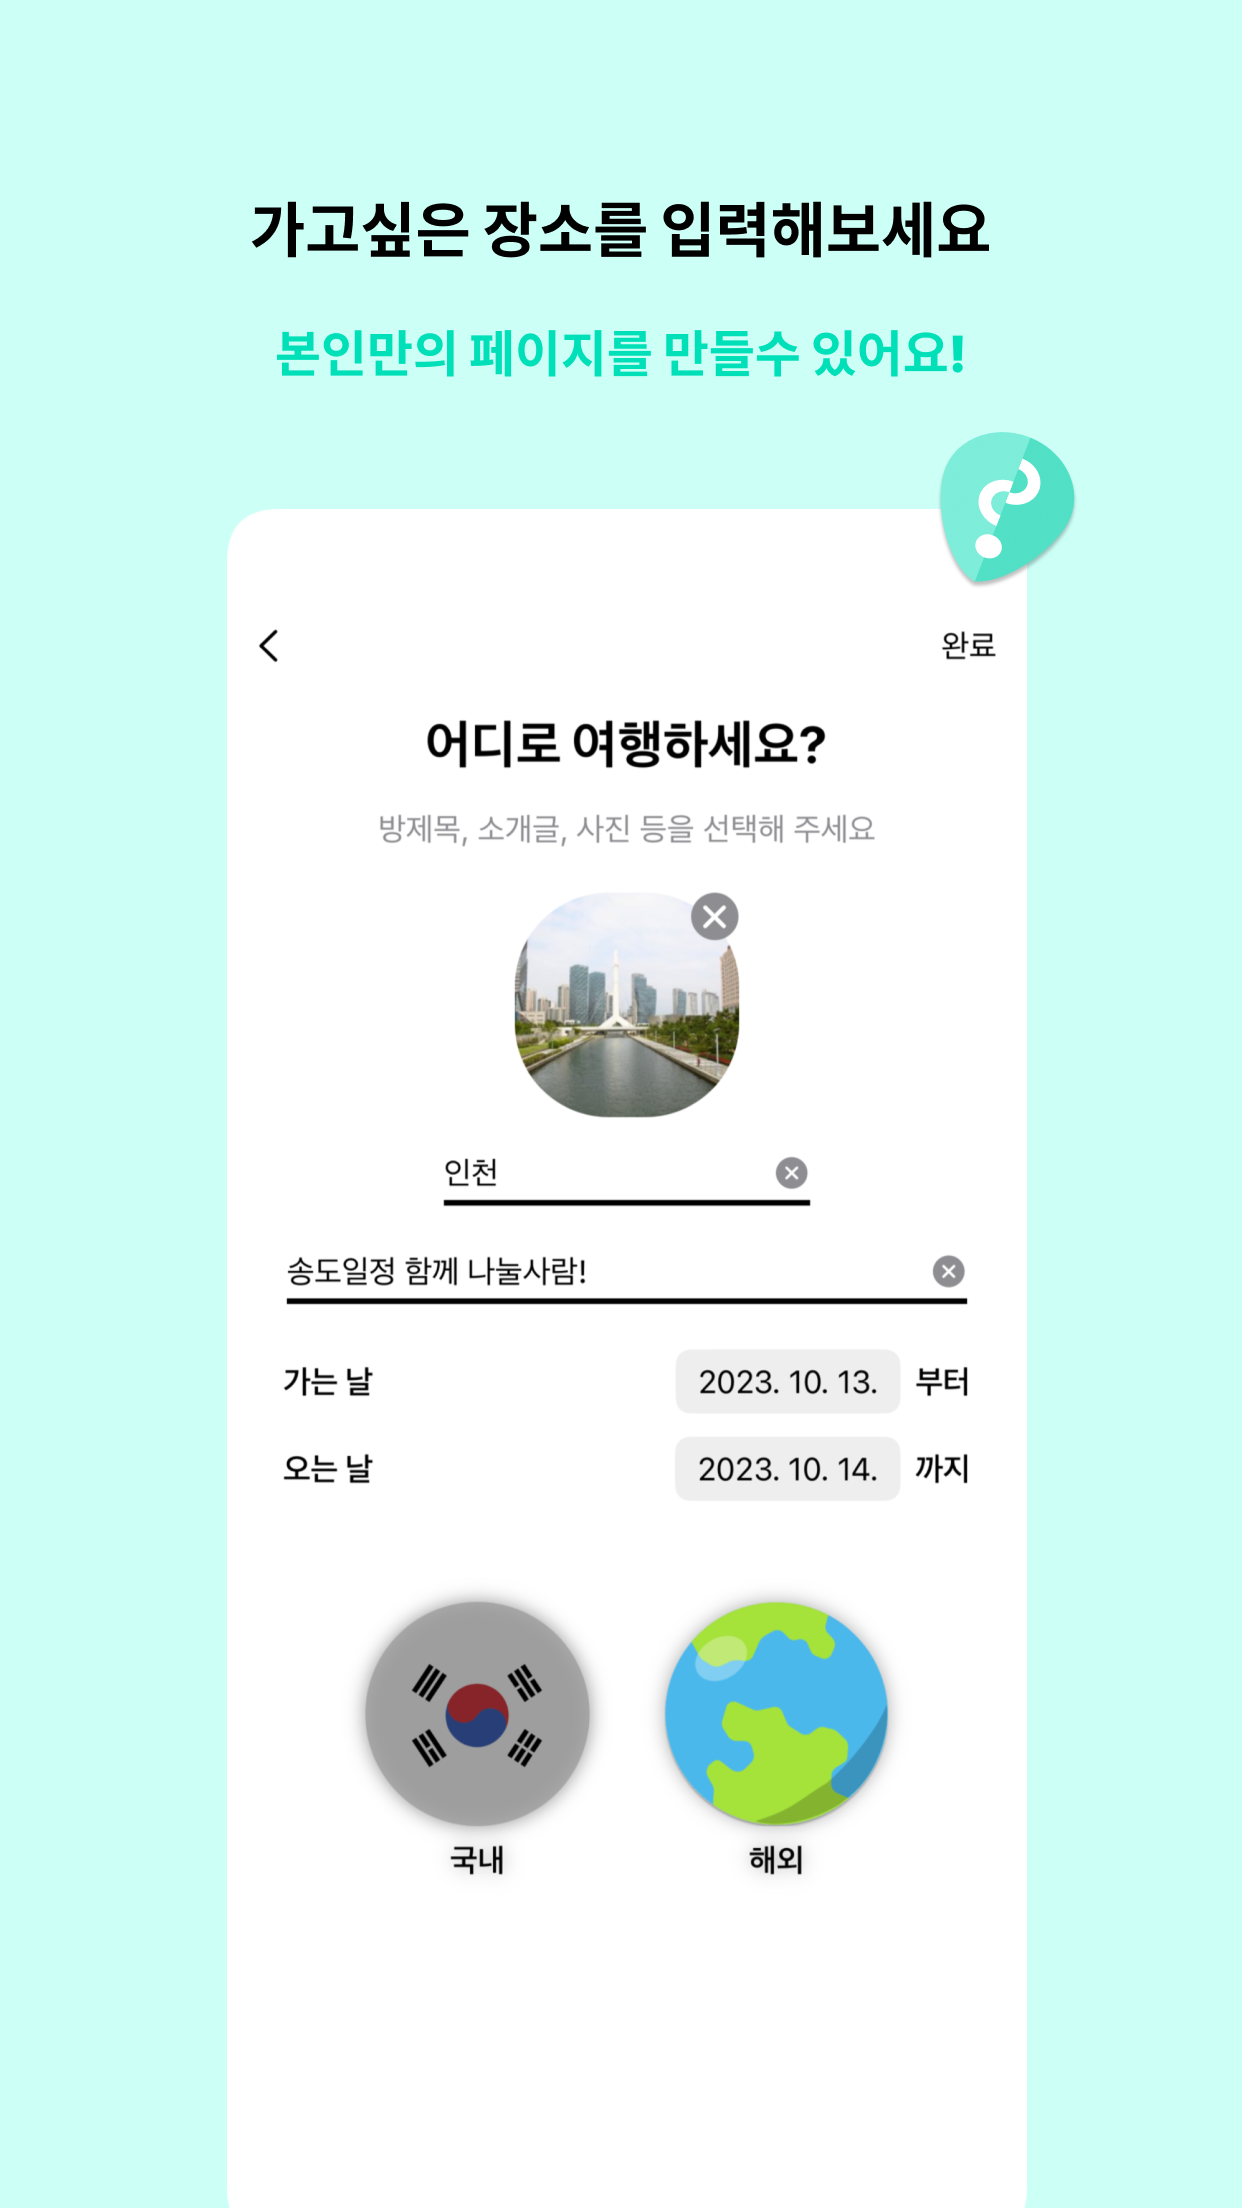 가고싶은 장소를 입력해보세요
본인만의 페이지를 만들수 있어요!
완료
어디로 여행하세요?
방제목, 소개글, 사진 등을 선택해 주세요
인천
송도일정 함께 나눌사람!
가는 날 2023. 10. 13. 부터
오는 날 2023. 10. 14. 까지
국내 해외